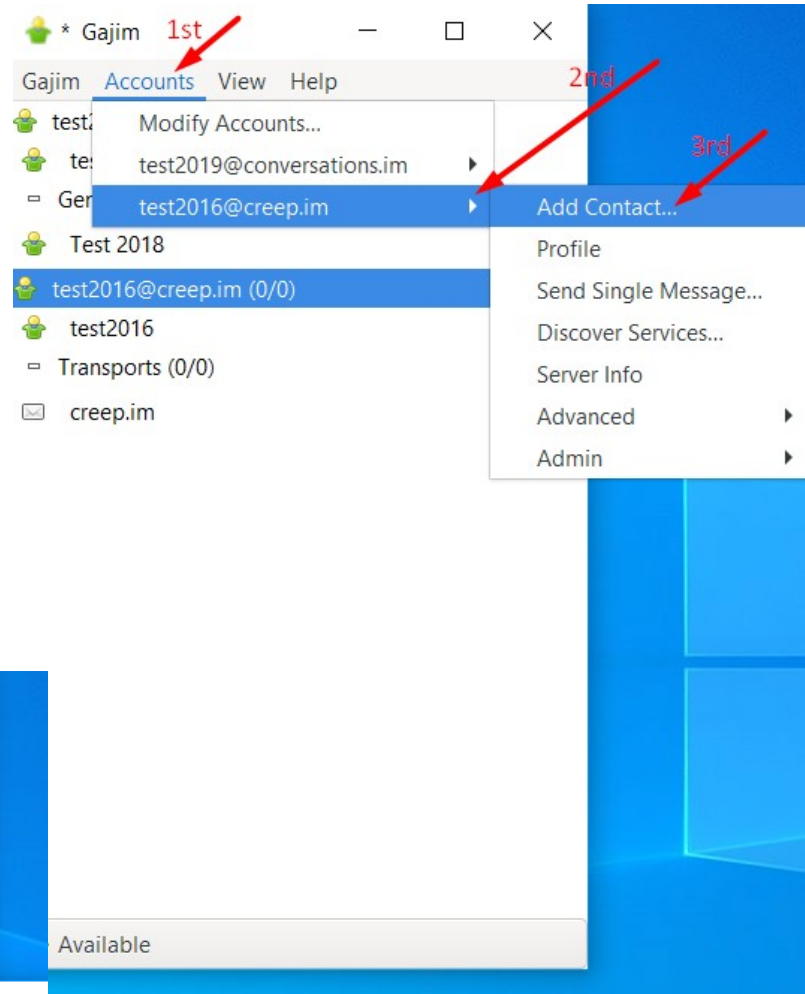 * Gajim 1st
Gajim Accounts View Help
2nd
Modify Accounts...
3rd
test2019@conversations.im
Ger
test2016@creep.im
Add Contact...
Test 2018
Profile
test2016@creep.im (0/0)
Send Single Message...
test2016
Discover Services...
Transports (0/0)
Server Info
creep.im
Advanced
Admin
Available